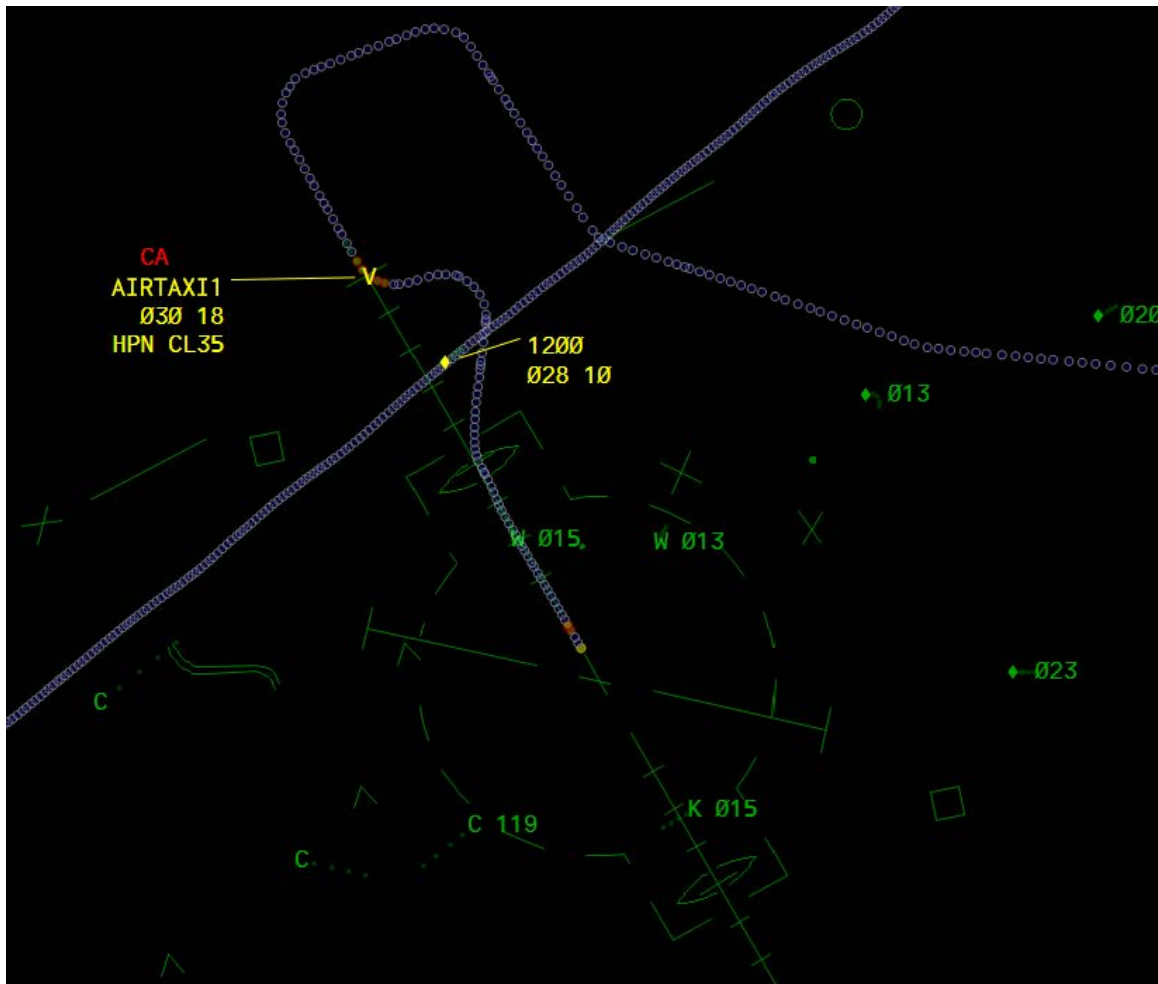 CA
AIRTAXI1
Ø3Ø 18
HPN CL35
V
12ØØ
Ø28 1Ø
Ø2Ø
Ø13
W Ø15
W Ø13
C
Ø23
C 119
K Ø15
C